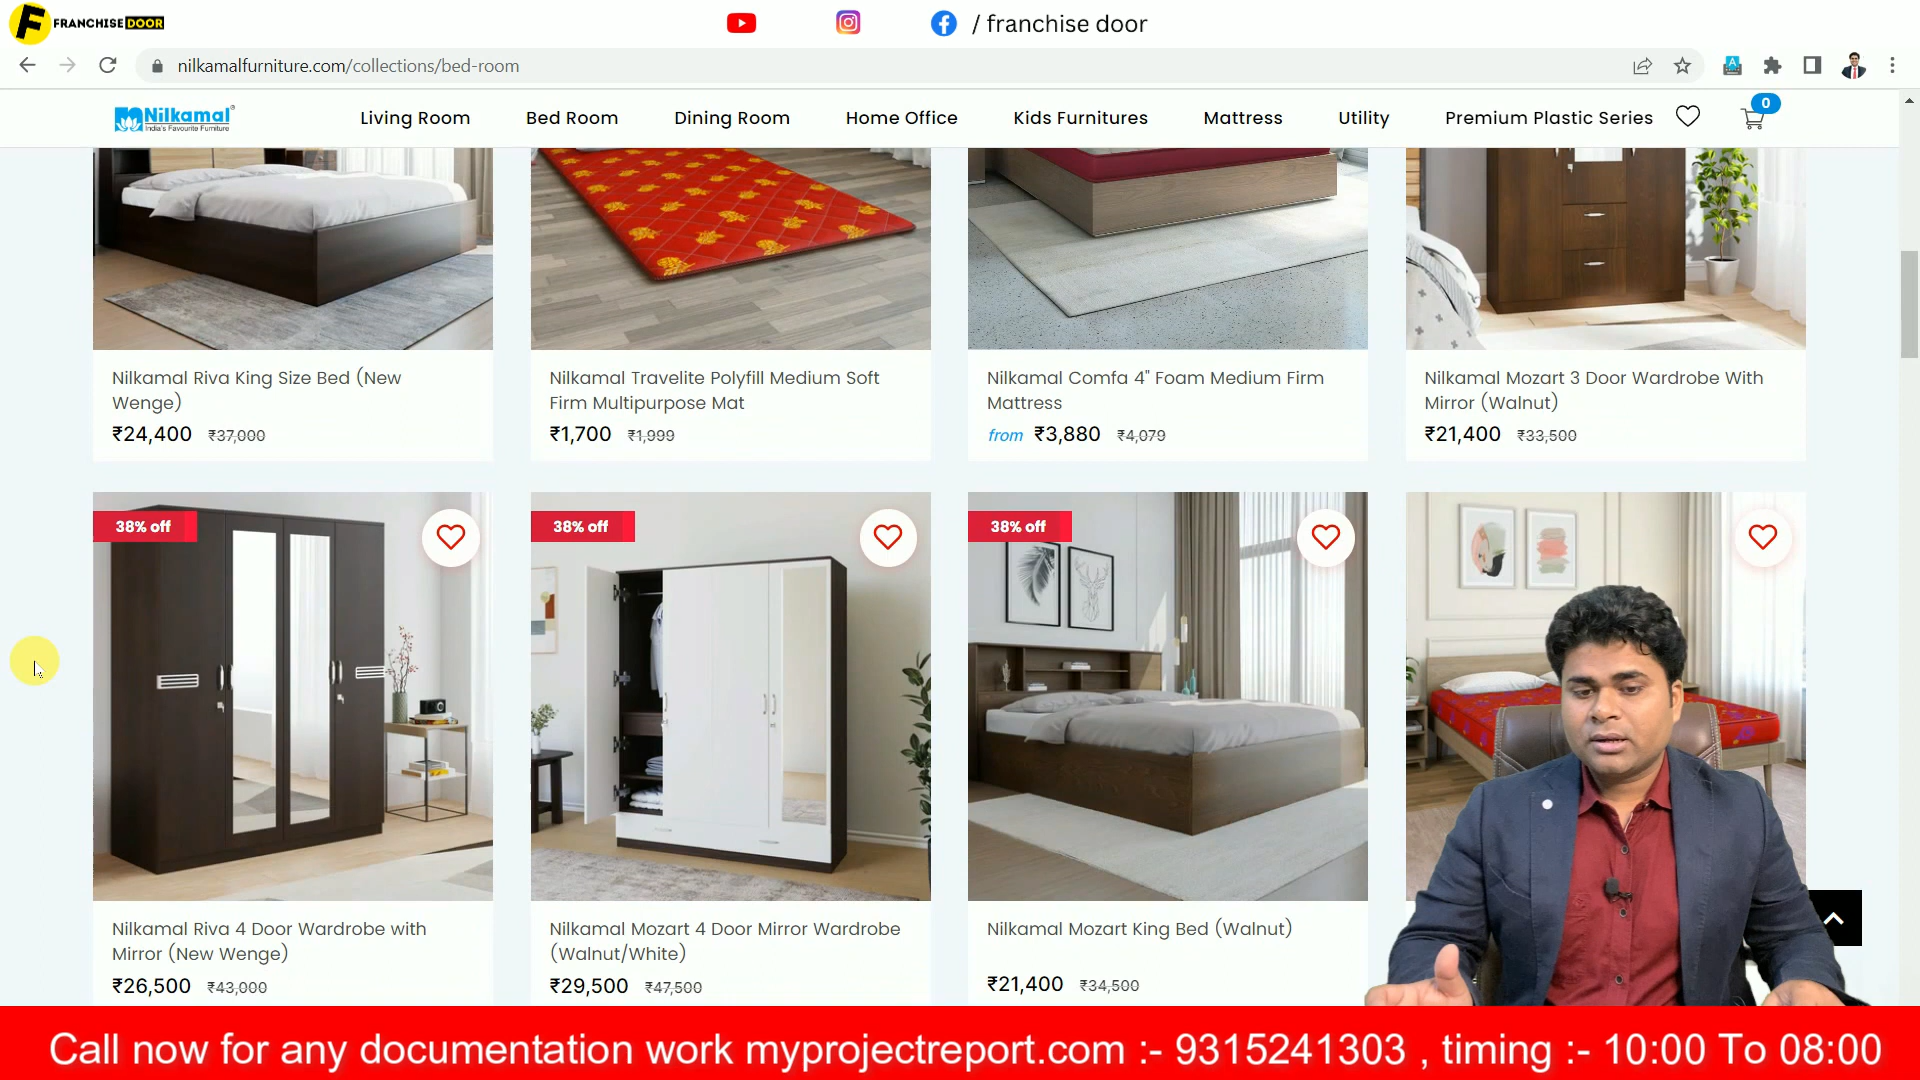 FRANCHISE DOOR
/ franchise door
nilkamalfurniture.com/collections/bed-room
Nilkamal
India's Favourite Furniture
Living Room
Bed Room
Dining Room
Home Office
Kids Furnitures
Mattress
Utility
Premium Plastic Series
0
Nilkamal Riva King Size Bed (New
Wenge)
₹24,400 ₹37,000
Nilkamal Travelite Polyfill Medium Soft
Firm Multipurpose Mat
₹1,700 ₹1,999
Nilkamal Comfa 4" Foam Medium Firm
Mattress
from ₹3,880 ₹4,079
Nilkamal Mozart 3 Door Wardrobe With
Mirror (Walnut)
₹21,400 ₹33,500
38% off
38% off
38% off
Nilkamal Riva 4 Door Wardrobe with
Mirror (New Wenge)
₹26,500 ₹43,000
Nilkamal Mozart 4 Door Mirror Wardrobe
(Walnut/White)
₹29,500 ₹47,500
Nilkamal Mozart King Bed (Walnut)
₹21,400 ₹34,500
Call now for any documentation work myprojectreport.com :- 9315241303 , timing :- 10:00 To 08:00